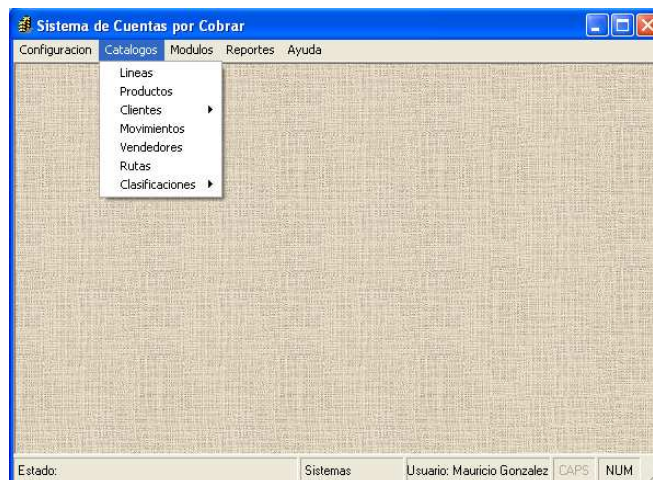 Sistema de Cuentas por Cobrar
Configuracion Catalogos Modulos Reportes Ayuda
Lineas
Productos
Clientes
Movimientos
Vendedores
Rutas
Clasificaciones
Estado: Sistemas Usuario: Mauricio Gonzalez CAPS NUM